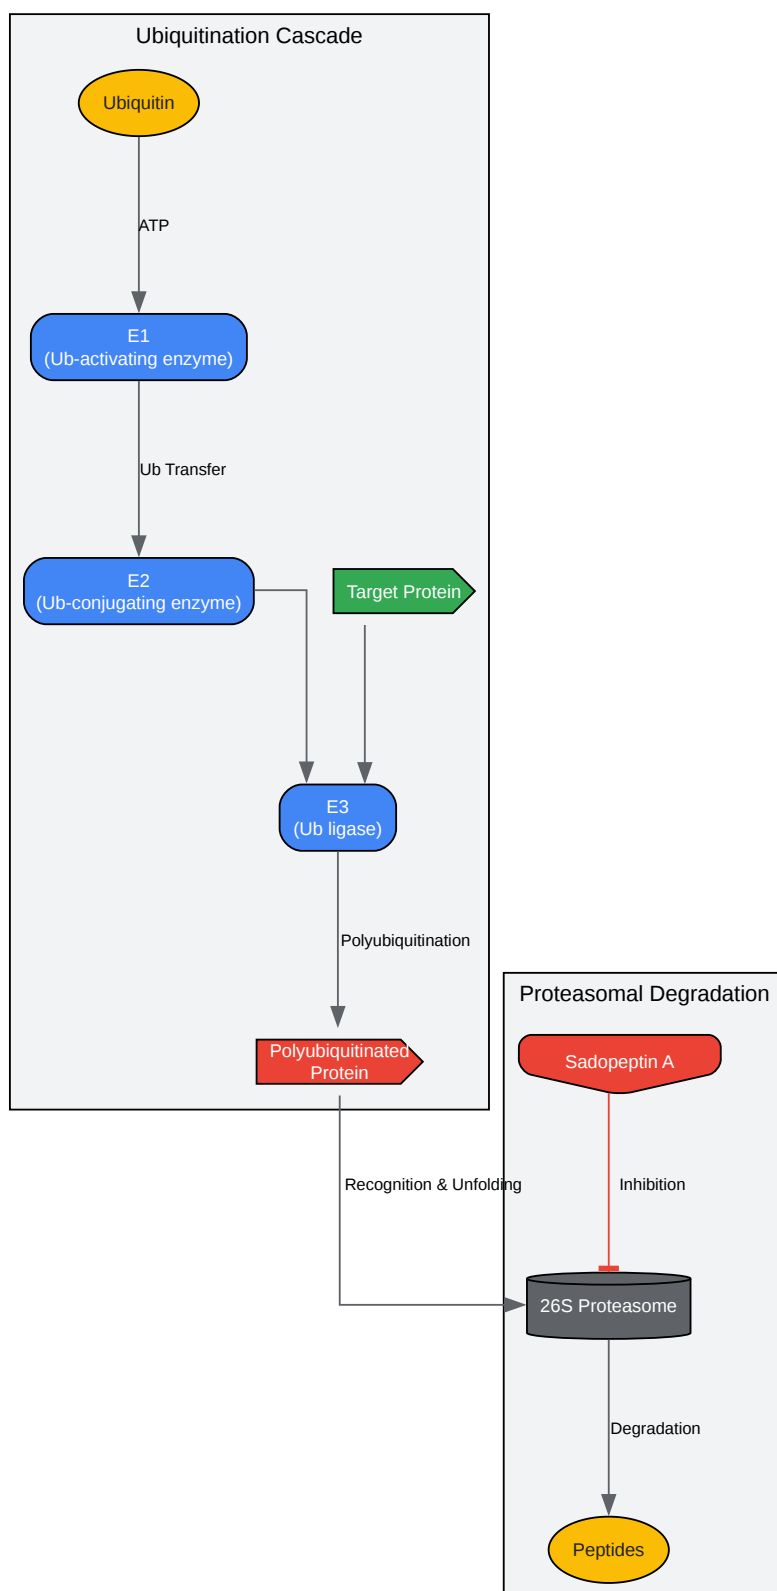 Ubiquitination Cascade
Ubiquitin
ATP
E1
(Ub-activating enzyme)
Ub Transfer
E2
(Ub-conjugating enzyme)
Target Protein
E3
(Ub ligase)
Polyubiquitination
Polyubiquitinated
Protein
Recognition & Unfolding
Proteasomal Degradation
Sadopeptin A
Inhibition
26S Proteasome
Degradation
Peptides